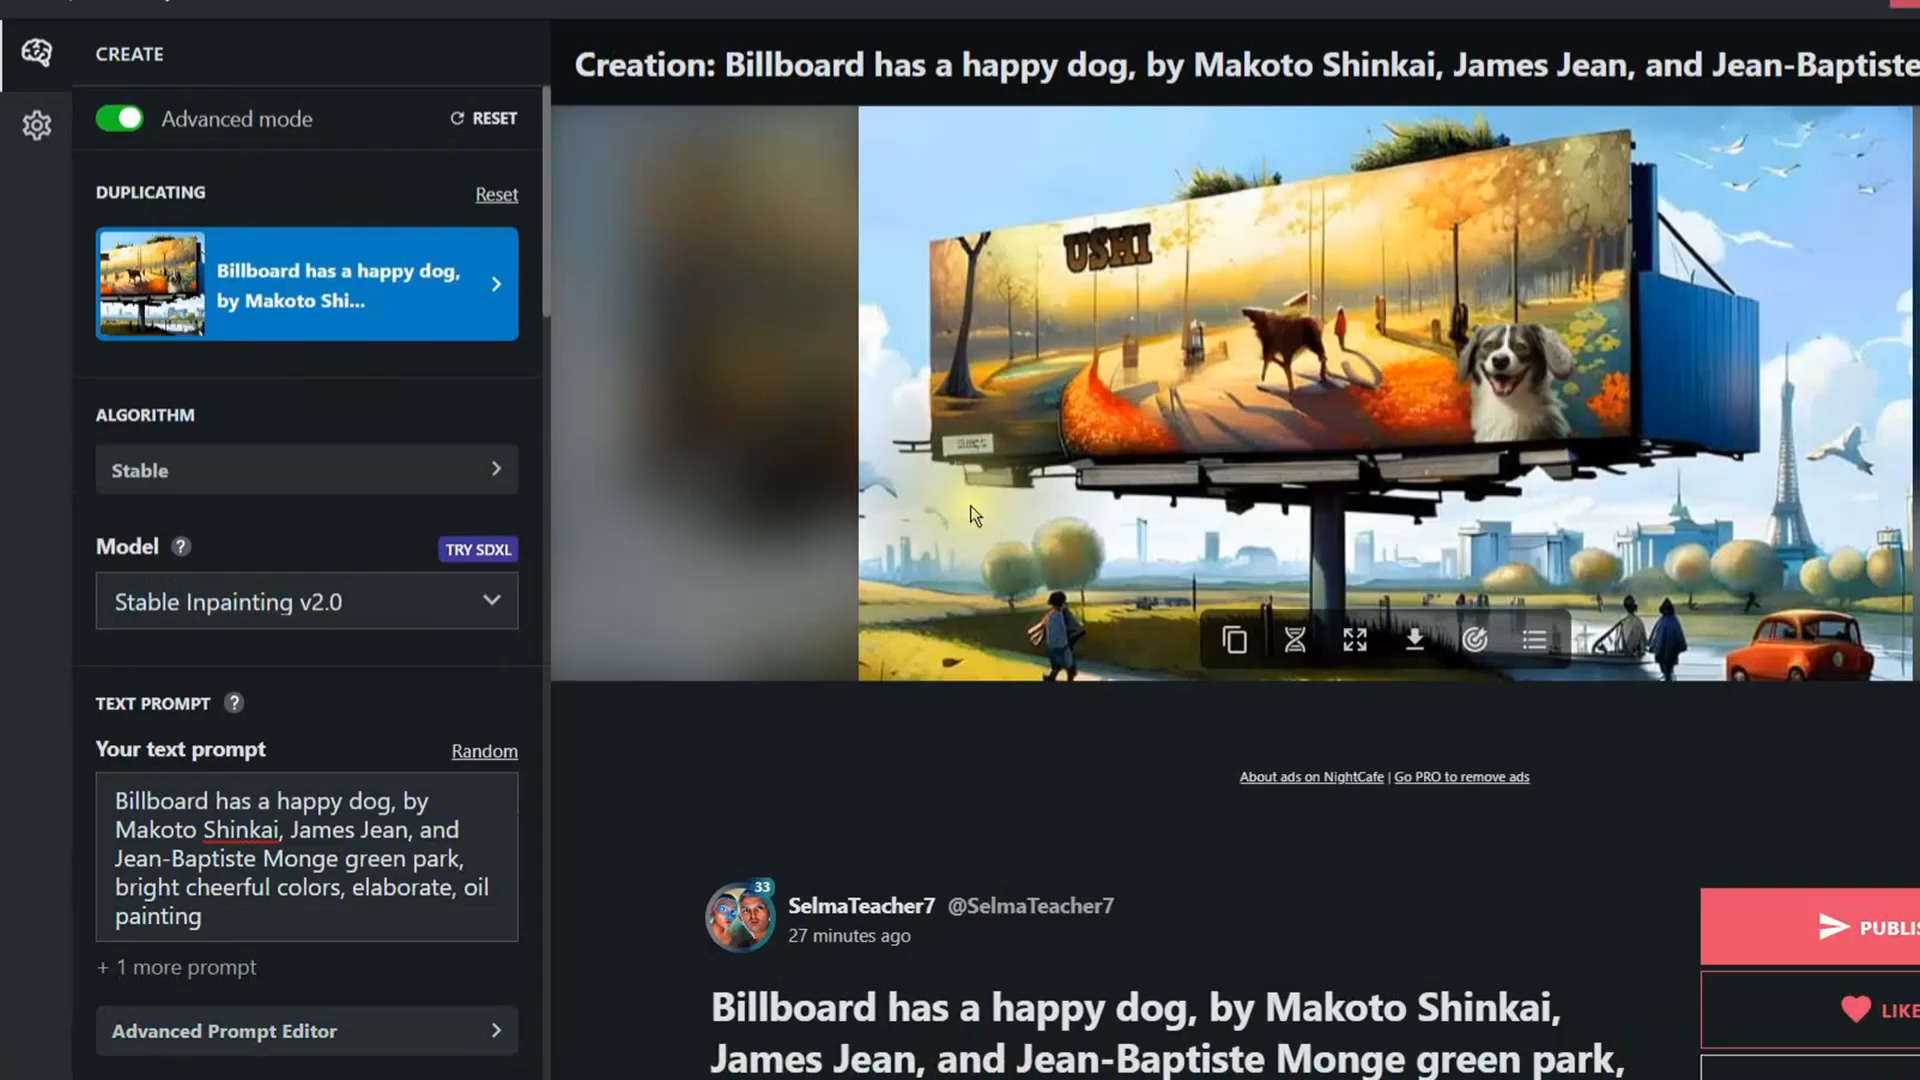 CREATE
Advanced mode
RESET
DUPLICATING
Reset
Billboard has a happy dog,
by Makoto Shi...
ALGORITHM
Stable
Model ?
TRY SDXL
Stable Inpainting v2.0
TEXT PROMPT ?
Your text prompt
Random
Billboard has a happy dog, by
Makoto Shinkai, James Jean, and
Jean-Baptiste Monge green park,
bright cheerful colors, elaborate, oil
painting
+ 1 more prompt
Advanced Prompt Editor
Creation: Billboard has a happy dog, by Makoto Shinkai, James Jean, and Jean-Baptiste
USHI
About ads on NightCafe | Go PRO to remove ads
33
SelmaTeacher7 @SelmaTeacher7
27 minutes ago
PUBLIS
LIKE
Billboard has a happy dog, by Makoto Shinkai,
James Jean, and Jean-Baptiste Monge green park,